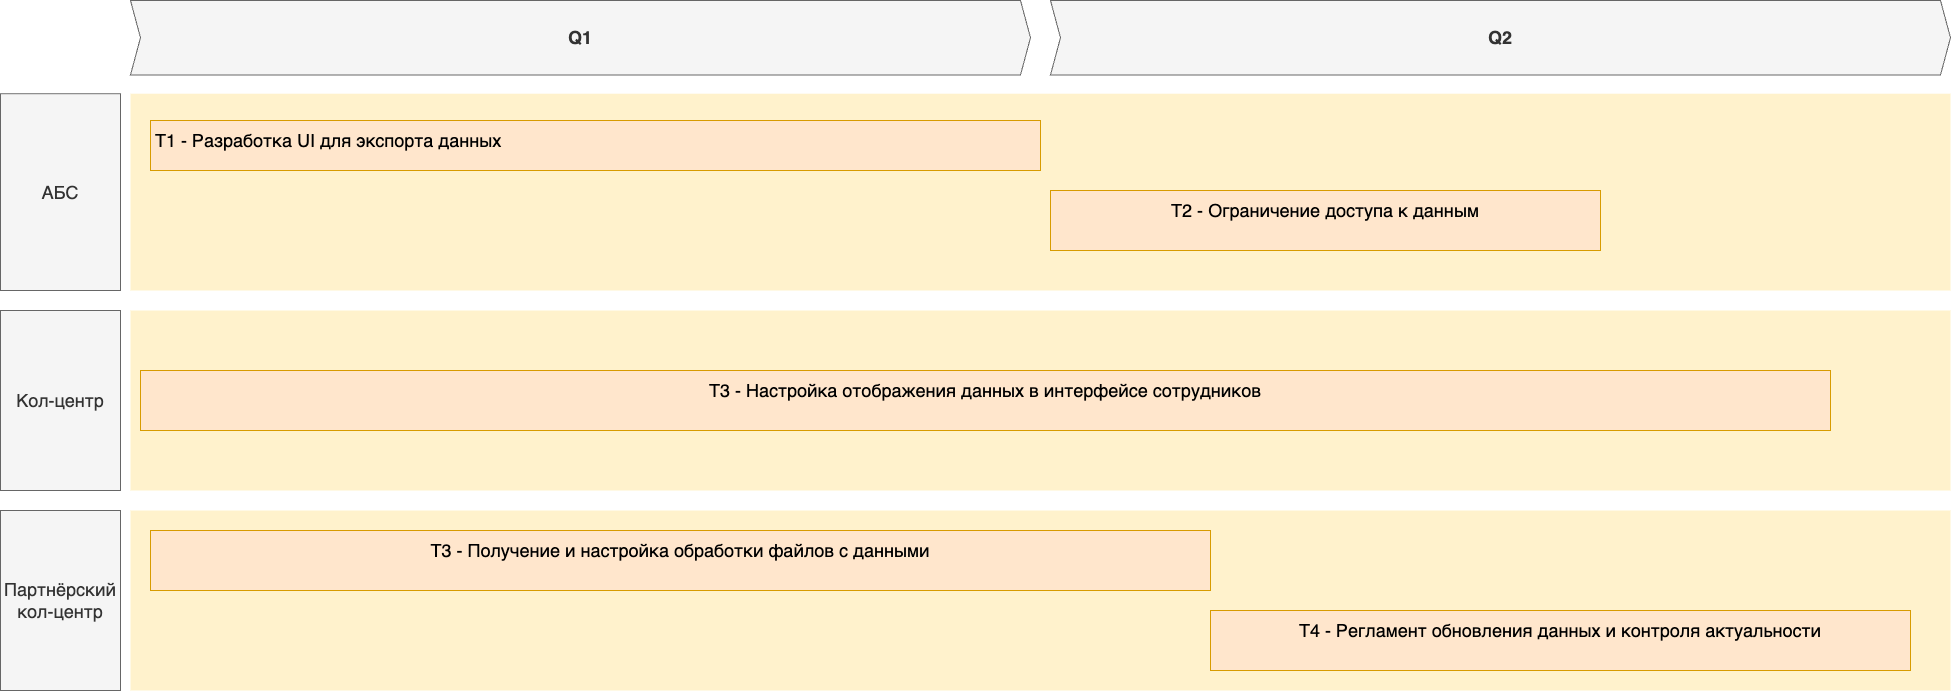 Q1
Q2
АБС
T1 - Разработка UI для экспорта данных
T2 - Ограничение доступа к данным
Кол-центр
T3 - Настройка отображения данных в интерфейсе сотрудников
Партнёрский
кол-центр
T3 - Получение и настройка обработки файлов с данными
T4 - Регламент обновления данных и контроля актуальности